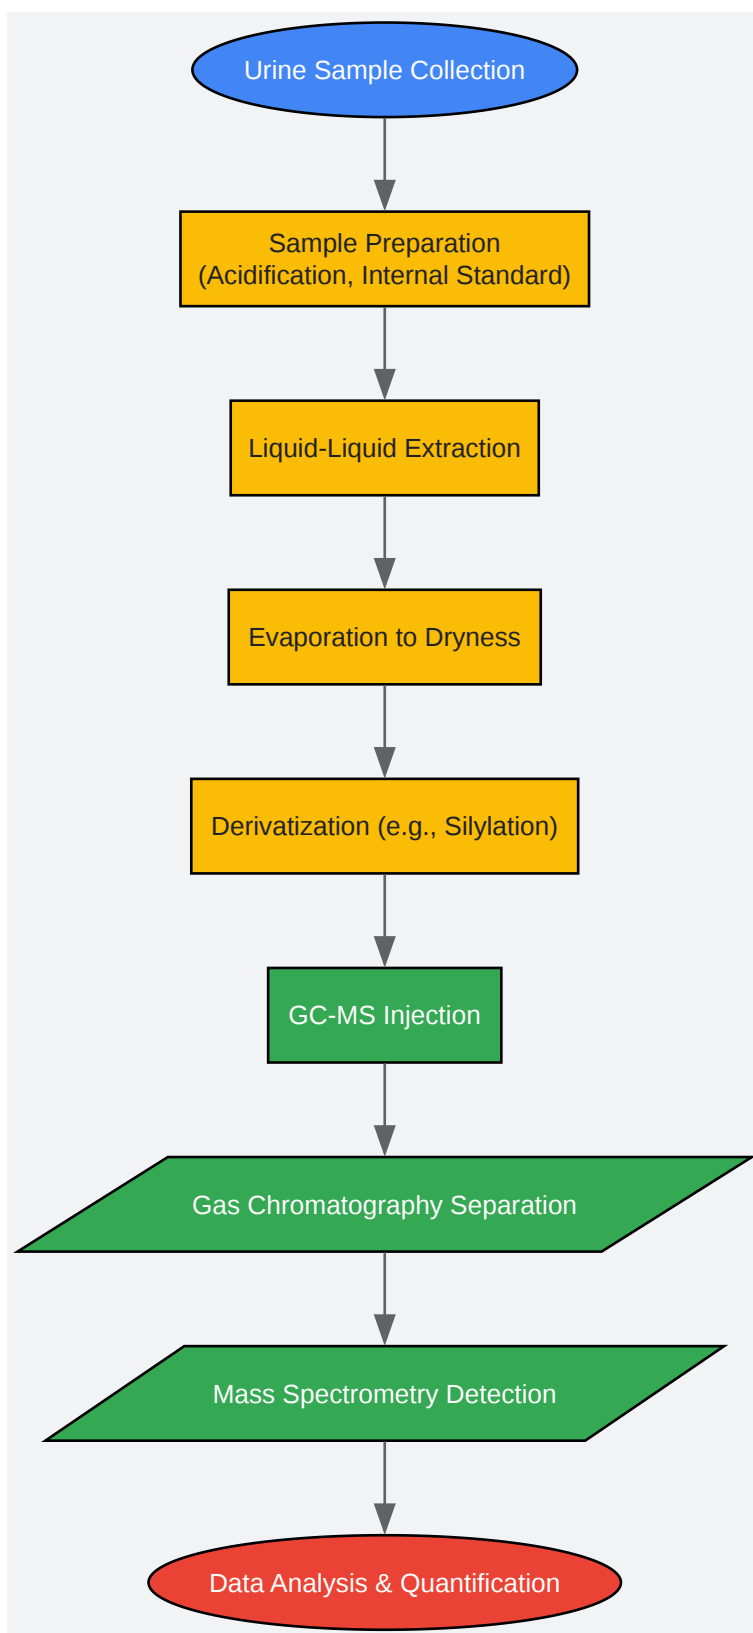 Urine Sample Collection
Sample Preparation
(Acidification, Internal Standard)
Liquid-Liquid Extraction
Evaporation to Dryness
Derivatization (e.g., Silylation)
GC-MS Injection
Gas Chromatography Separation
Mass Spectrometry Detection
Data Analysis & Quantification